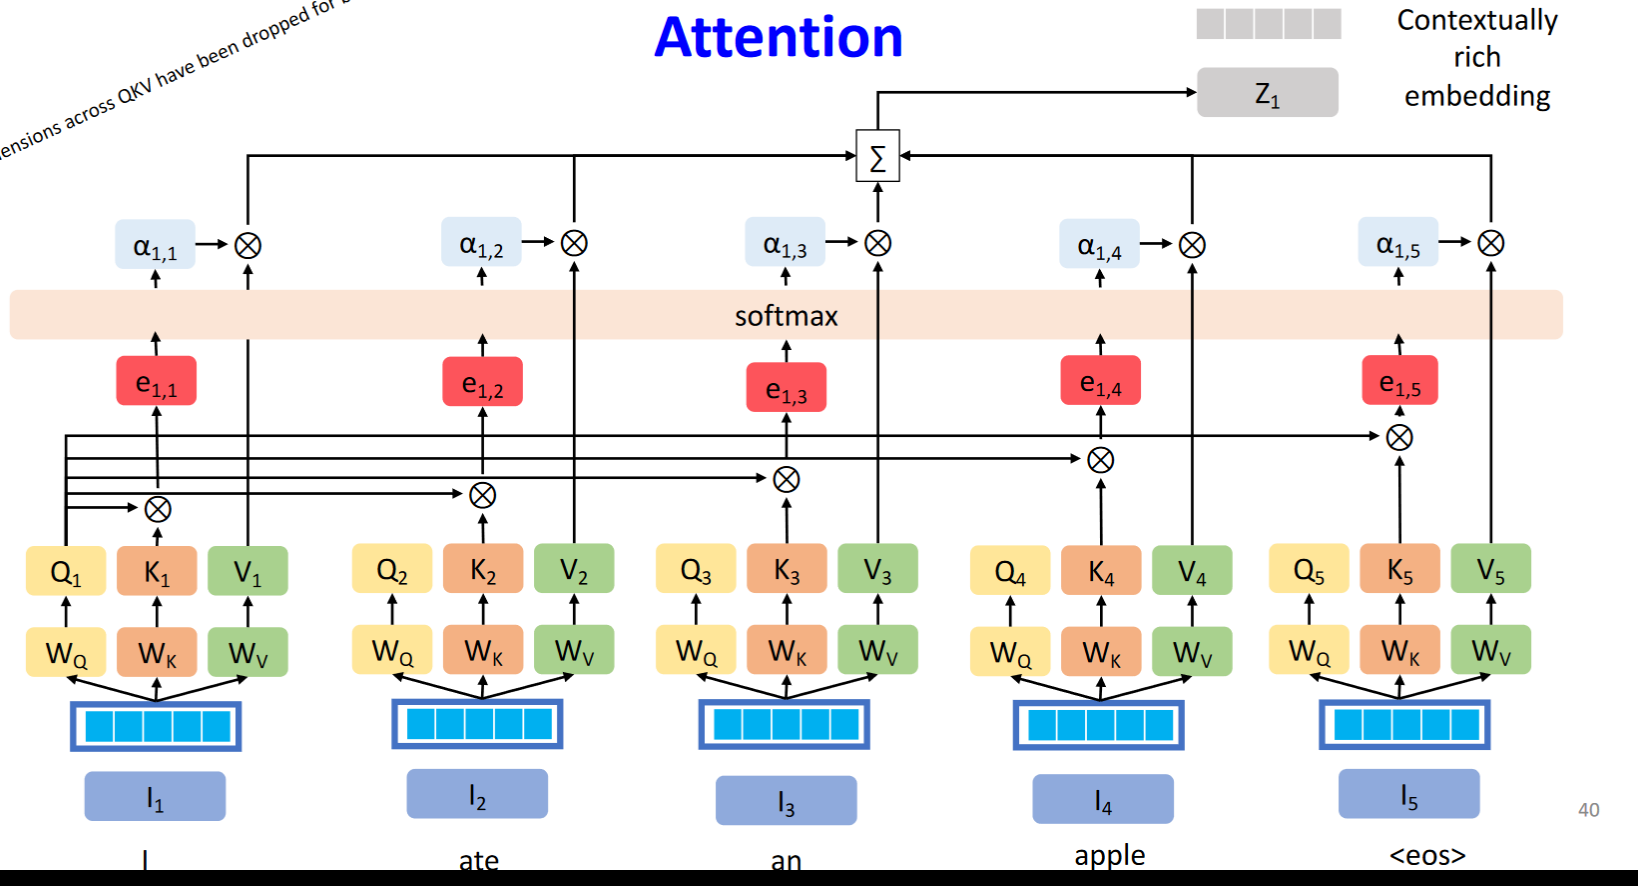 Attention
Contextually
rich
embedding
Z1
have been dropped for
across QKV
∑
α1,1 α1,2 α1,3 α1,4 α1,5
softmax
e1,1 e1,2 e1,3 e1,4 e1,5
Q1 K1 V1 Q2 K2 V2 Q3 K3 V3 Q4 K4 V4 Q5 K5 V5
WQ WK WV WQ WK WV WQ WK WV WQ WK WV WQ WK WV
I1 I2 I3 I4 I5
40
I ate an apple <eos>